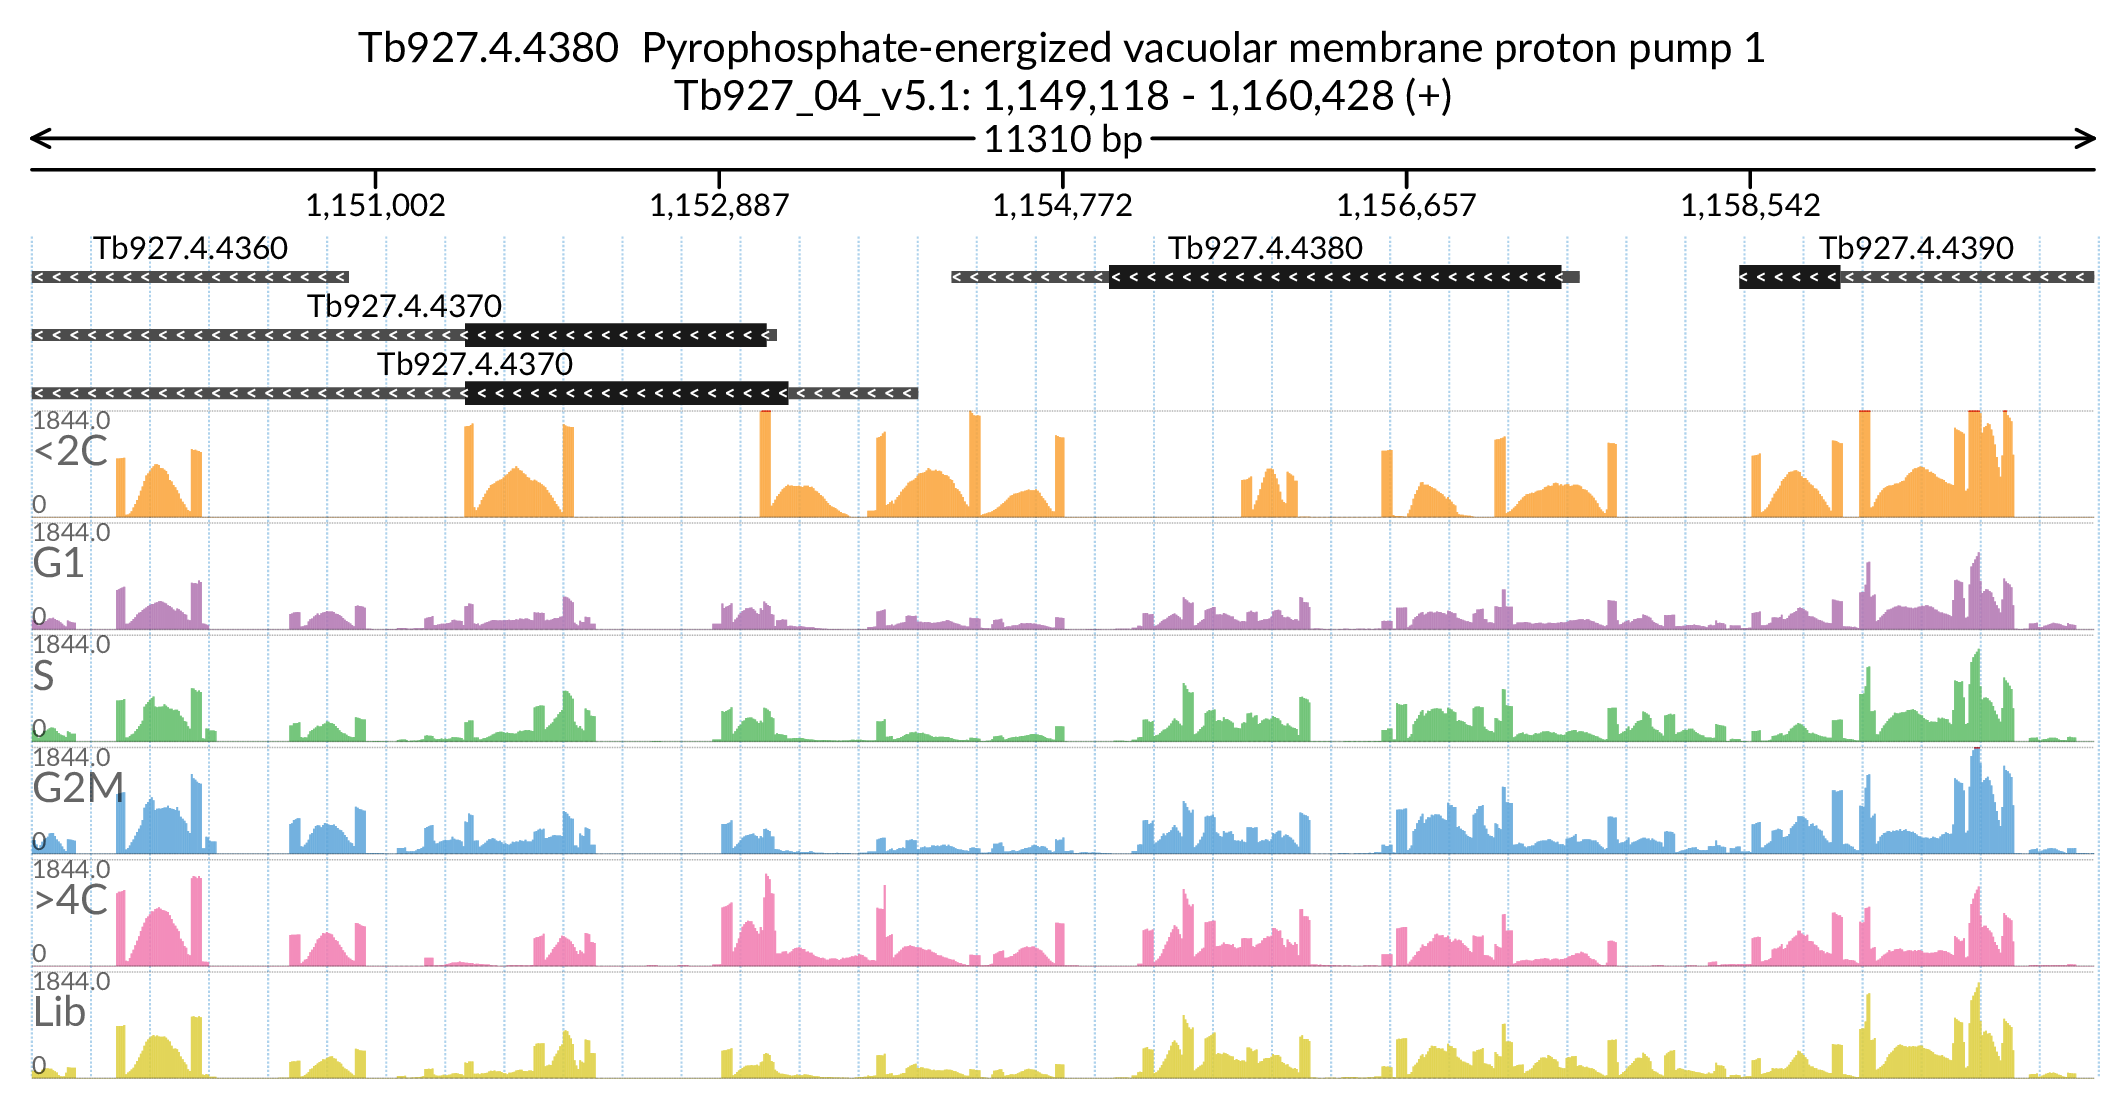 Tb927.4.4380  Pyrophosphate-energized vacuolar membrane proton pump 1
Tb927_04_v5.1: 1,149,118 - 1,160,428 (+)
11310 bp
1,151,002 1,152,887 1,154,772 1,156,657 1,158,542
Tb927.4.4360 Tb927.4.4380 Tb927.4.4390
Tb927.4.4370
Tb927.4.4370
1844.0
<2C
0
1844.0
G1
0
1844.0
S
0
1844.0
G2M
0
1844.0
>4C
0
1844.0
Lib
0